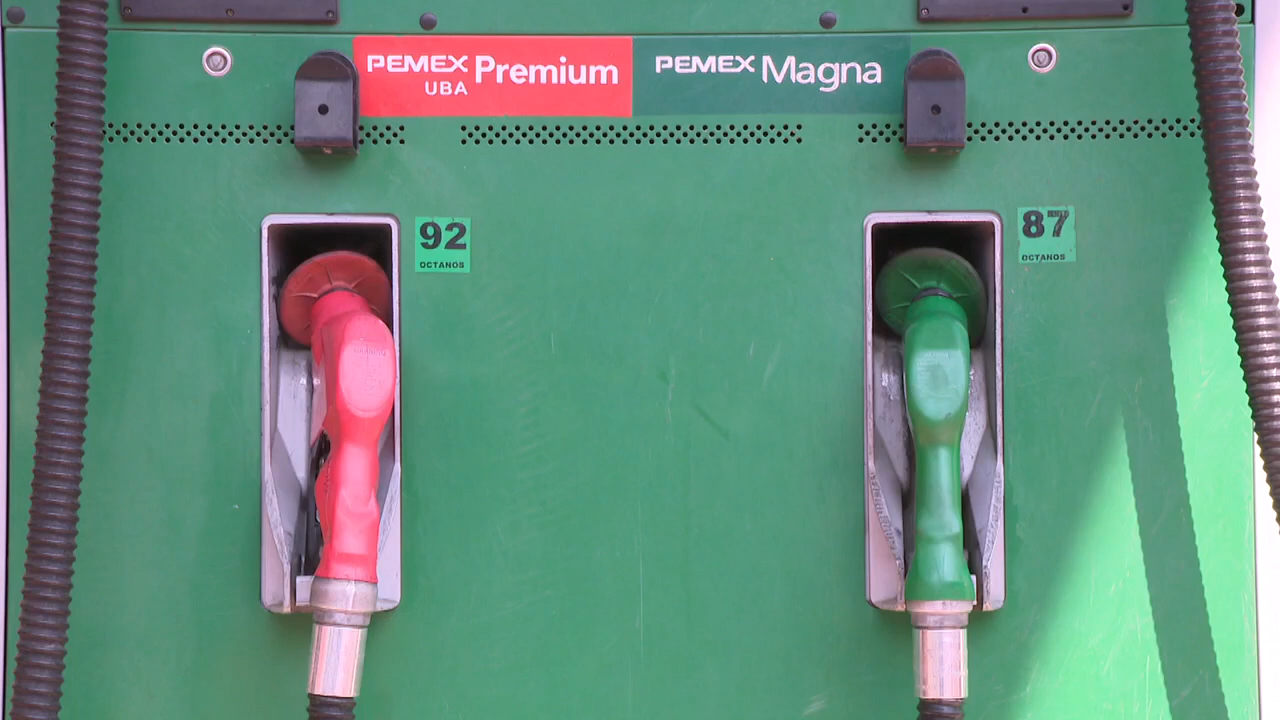 PEMEX Premium
UBA
PEMEX Magna
92
OCTANOS
87
OCTANOS